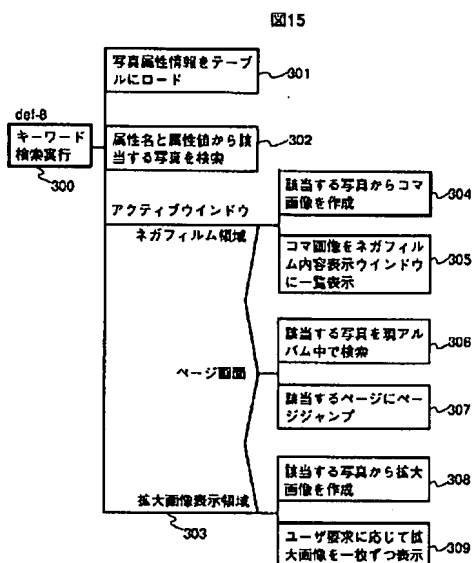 図15
写真属性情報をテーブ
ルにロード
301
def-8
キーワード
検索実行
300
属性名と属性値から該
当する写真を検索
302
アクティブウインドウ
ネガフィルム領域
該当する写真からコマ
画像を作成
304
コマ画像をネガフィル
ム内容表示ウインドウ
に一覧表示
305
ページ画面
該当する写真を現アル
バム中で検索
306
該当するページにペー
ジジャンプ
307
拡大画像表示領域
303
該当する写真から拡大
画像を作成
308
ユーザ要求に応じて拡
大画像を一枚ずつ表示
309